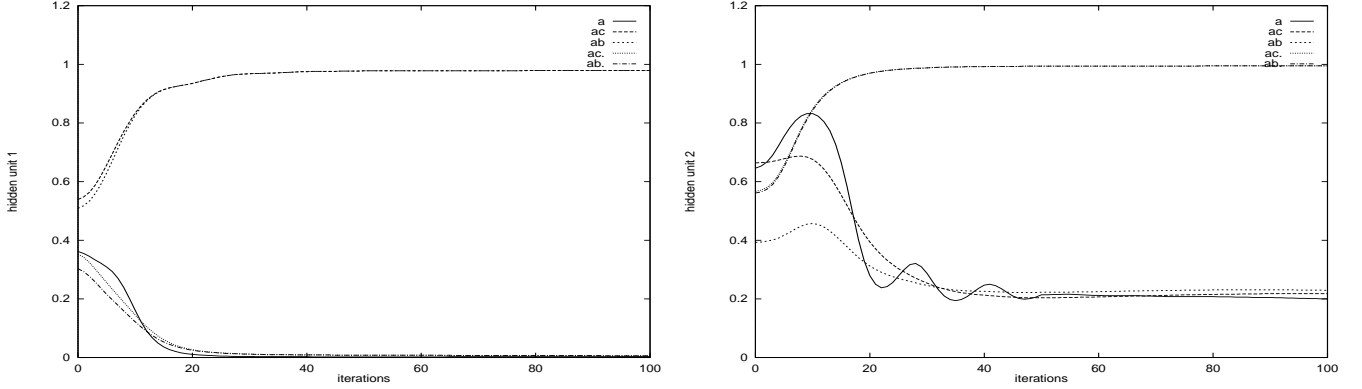 1.2
1
0.8
0.6
0.4
0.2
0
hidden unit 1
0 20 40 60 80 100
iterations
a
ac
ab
ac.
ab.
1.2
1
0.8
0.6
0.4
0.2
0
hidden unit 2
0 20 40 60 80 100
iterations
a
ac
ab
ac.
ab.